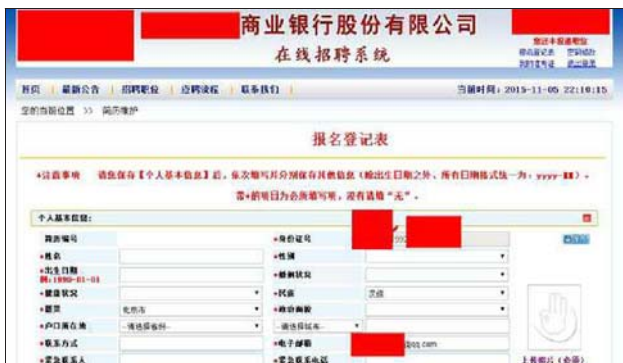 商业银行股份有限公司
在线招聘系统
首页 | 最新公告 | 招聘职位 | 应聘流程 | 联系我们 |
当前时间：2015-11-05 22:10:15
您的当前位置 >> 简历维护
报名登记表
*注意事项 请您保存【个人基本信息】后，依次填写并分别保存其他信息（除出生日期之外，所有日期格式统一为：yyyy-
带*的项目为必须填写项，没有请填“无”。
个人基本信息：
简历编号 *身份证号
*姓名 *性别
*出生日期 *婚姻状况
例：1990-01-01
*健康状况 *民族 汉族
*籍贯 北京市 *政治面貌
*户口所在地 --请选择省份-- --请选择城市--
*联系方式 *电子邮箱 @qq.com
*紧急联系人 *紧急联系电话
上传照片（必需）